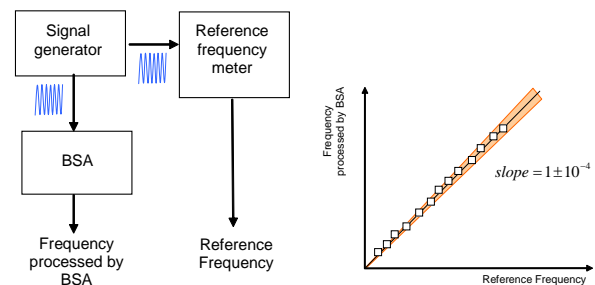 Signal
generator
Reference
frequency
meter
BSA
Frequency
processed by
BSA
Reference
Frequency
Frequency
processed by BSA
slope = 1 ± 10⁻⁴
Reference Frequency